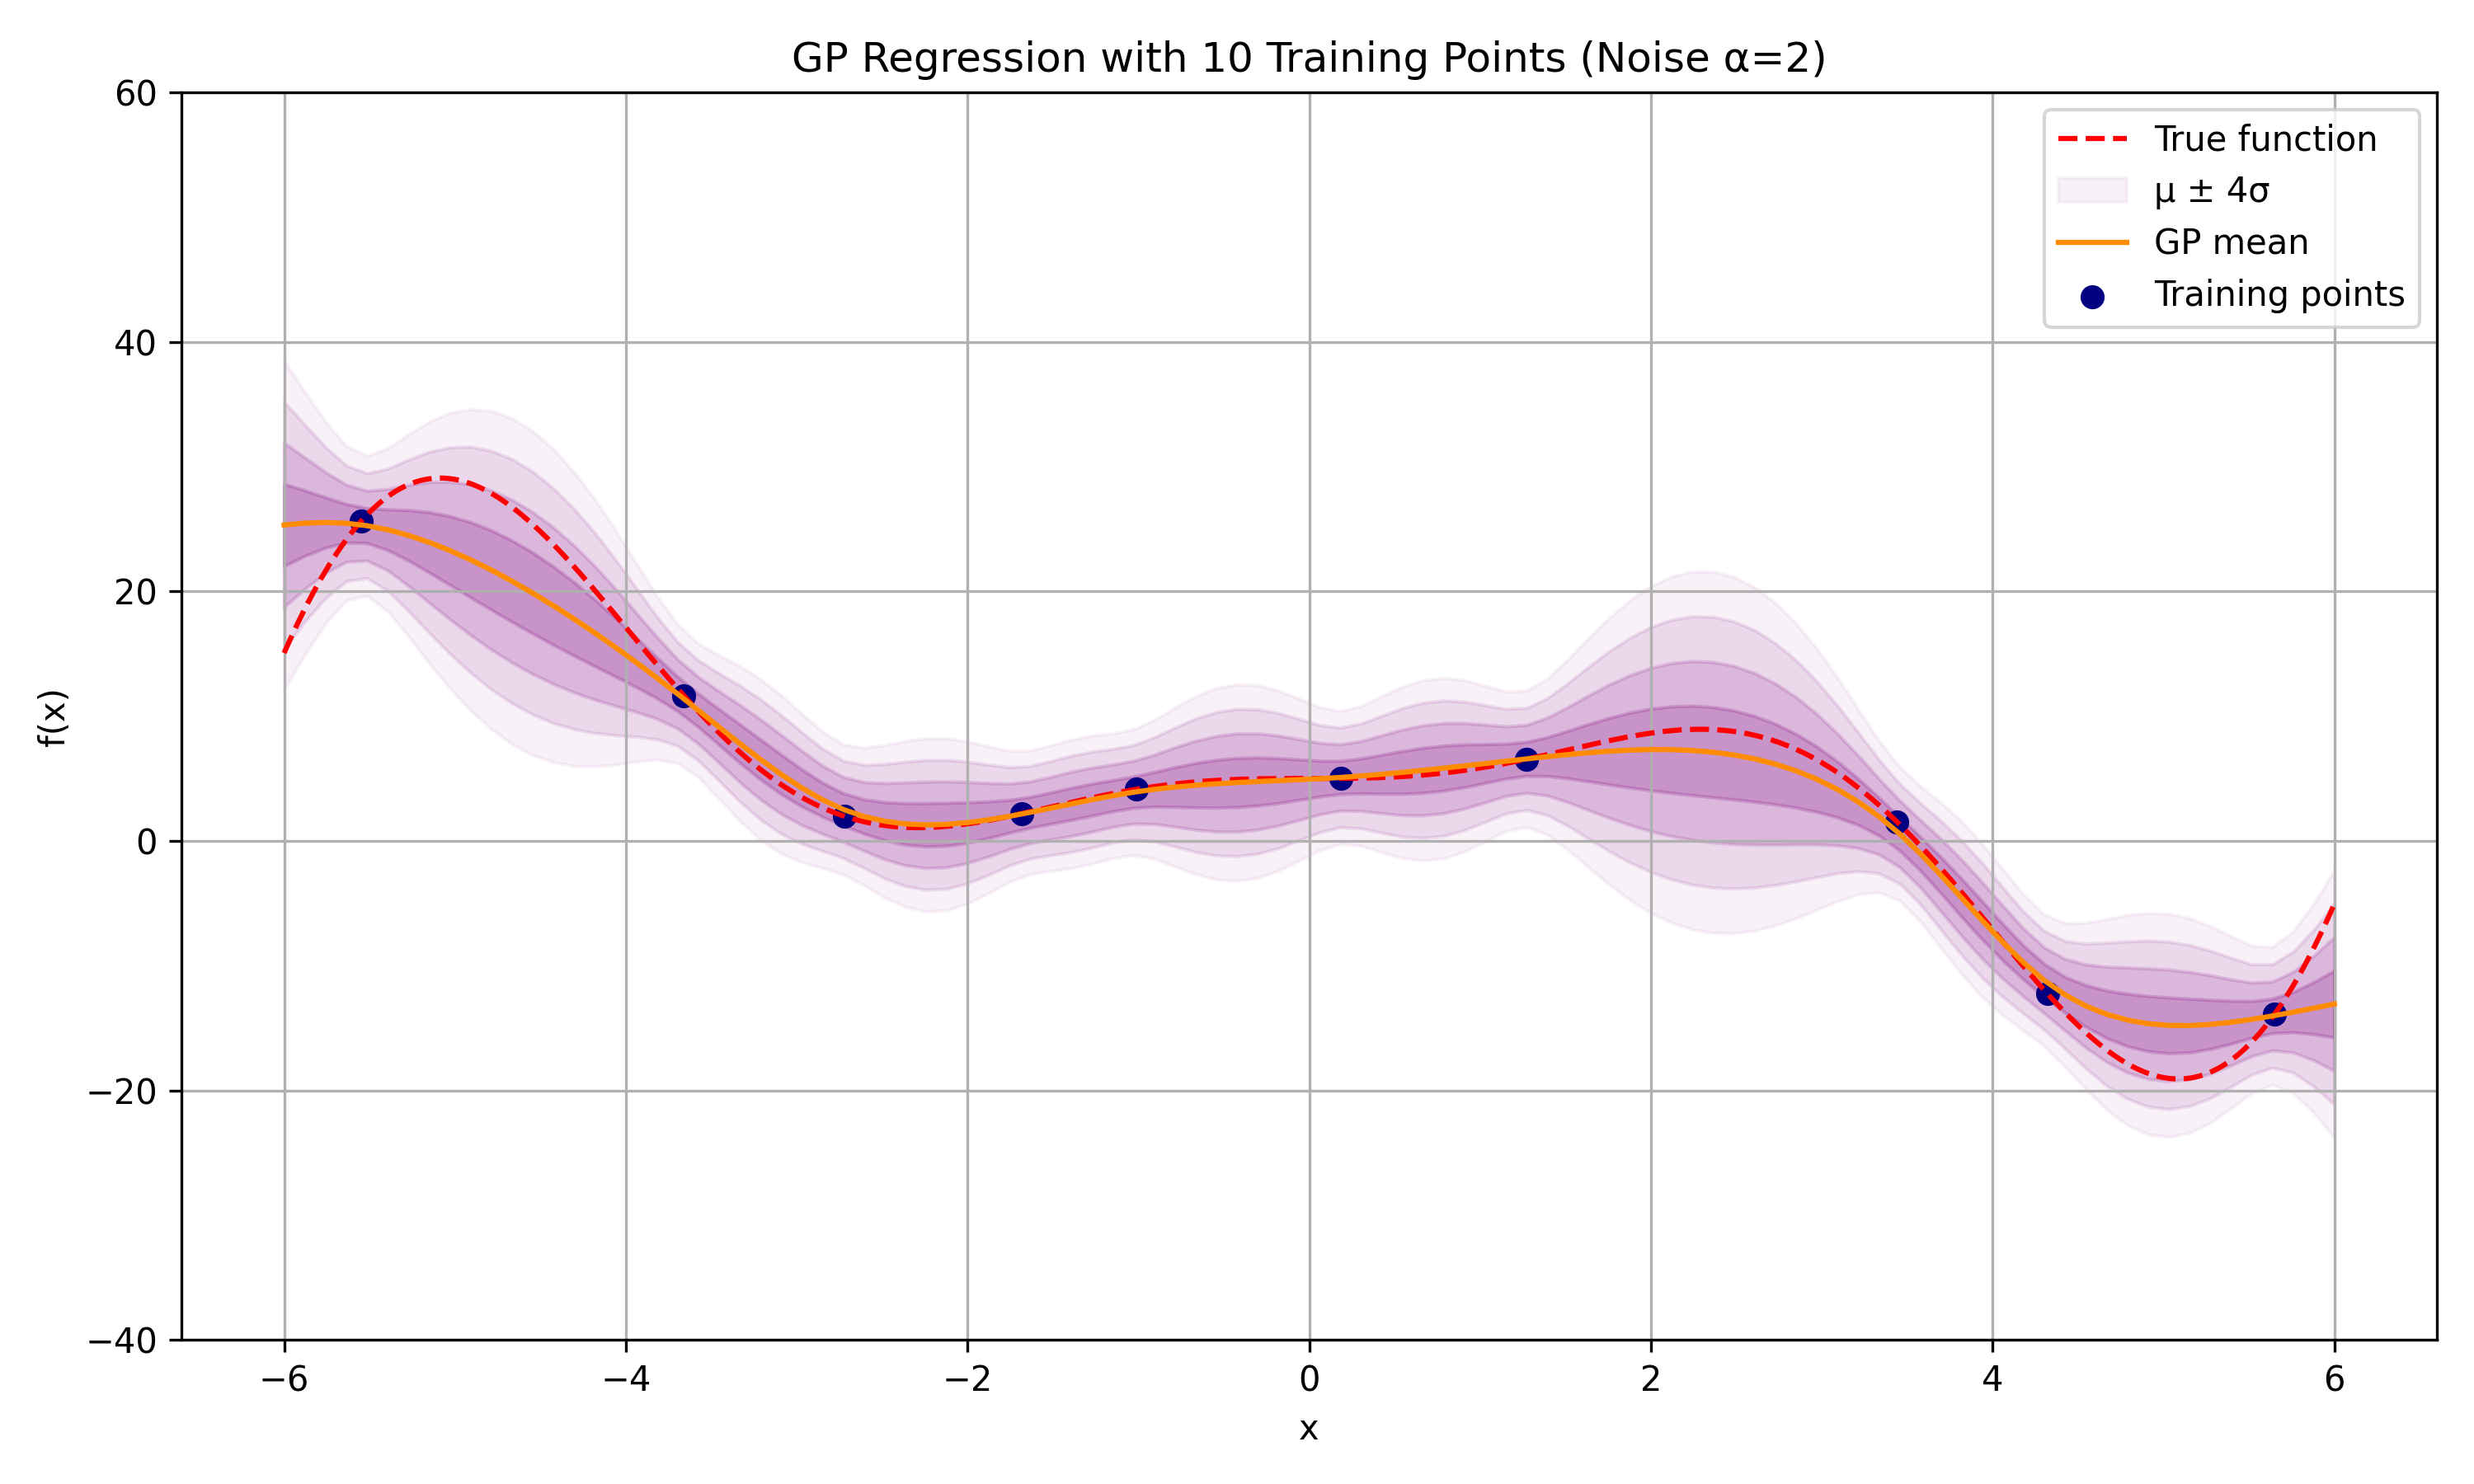 GP Regression with 10 Training Points (Noise α=2)
60
40
20
0
−20
−40
f(x)
True function
μ ± 4σ
GP mean
Training points
−6
−4
−2
0
2
4
6
x